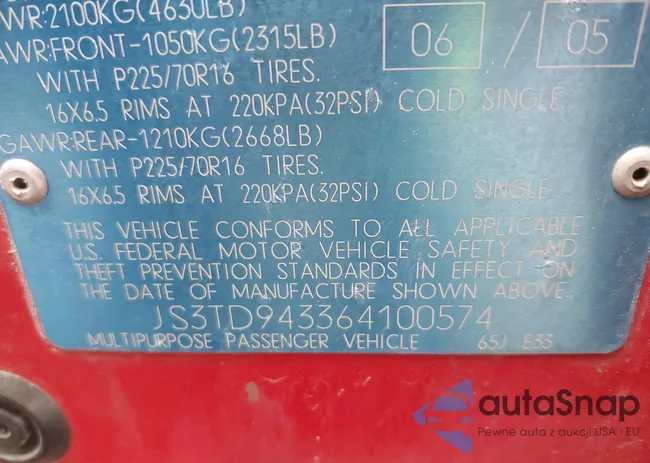 WR:2100KG(4630LB)
AWR:FRONT-1050KG(2315LB)
06 / 05
WITH P225/70R16 TIRES.
16X6.5 RIMS AT 220KPA(32PSI) COLD SINGLE,
GAWR:REAR-1210KG(2668LB)
WITH P225/70R16 TIRES.
16X6.5 RIMS AT 220KPA(32PSI) COLD SINGLE,
THIS VEHICLE CONFORMS TO ALL APPLICABLE
U.S. FEDERAL MOTOR VEHICLE SAFETY AND
THEFT PREVENTION STANDARDS IN EFFECT ON
THE DATE OF MANUFACTURE SHOWN ABOVE.
JS3TD943364100574
MULTIPURPOSE PASSENGER VEHICLE 65J E33
autaSnap
Pewne auta z aukcji USA - EU